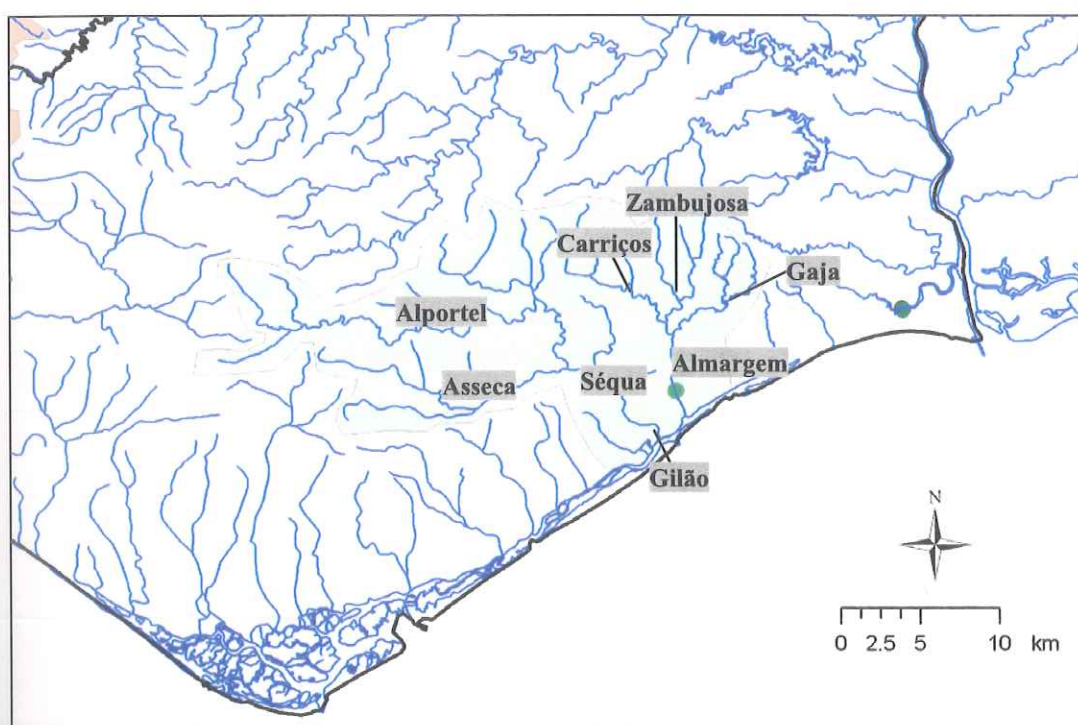 Zambujosa
Carriços
Gaja
Alportel
Almargem
Asseca
Séqua
Gilão
N
0 2.5 5 10 km